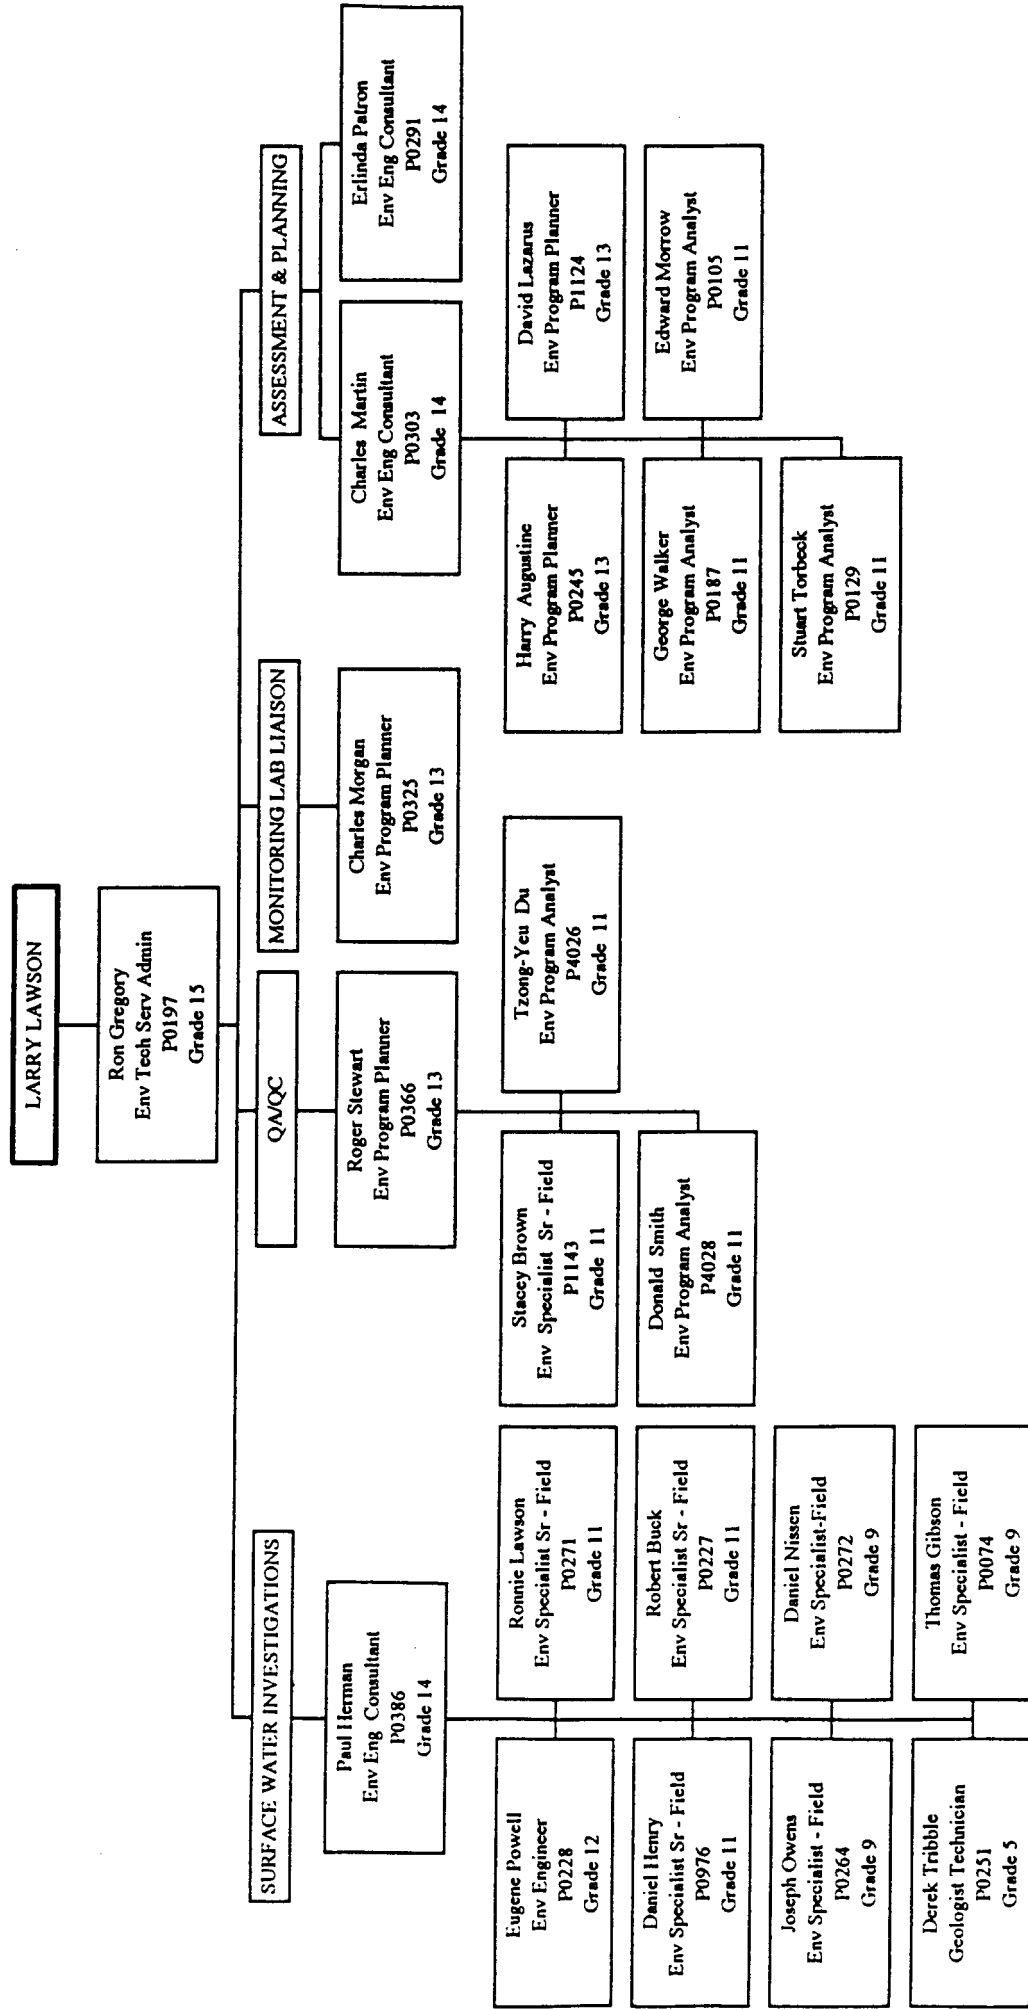 LARRY LAWSON
Ron Gregory
Env Tech Serv Admin
P0197
Grade 15
SURFACE WATER INVESTIGATIONS
QA/QC
MONITORING LAB LIAISON
ASSESSMENT & PLANNING
Paul Herman
Env Eng Consultant
P0386
Grade 14
Roger Stewart
Env Program Planner
P0366
Grade 13
Charles Morgan
Env Program Planner
P0325
Grade 13
Charles Martin
Env Eng Consultant
P0303
Grade 14
Erlinda Patron
Env Eng Consultant
P0291
Grade 14
Eugene Powell
Env Engineer
P0228
Grade 12
Ronnie Lawson
Env Specialist Sr - Field
P0271
Grade 11
Daniel Henry
Env Specialist Sr - Field
P0976
Grade 11
Robert Buck
Env Specialist Sr - Field
P0227
Grade 11
Joseph Owens
Env Specialist - Field
P0264
Grade 9
Daniel Nissen
Env Specialist-Field
P0272
Grade 9
Derek Tribble
Geologist Technician
P0251
Grade 5
Thomas Gibson
Env Specialist - Field
P0074
Grade 9
Stacey Brown
Env Specialist Sr - Field
P1143
Grade 11
Tzong-Yeu Du
Env Program Analyst
P4026
Grade 11
Donald Smith
Env Program Analyst
P4028
Grade 11
Harry Augustine
Env Program Planner
P0245
Grade 13
David Lazarus
Env Program Planner
P1124
Grade 13
George Walker
Env Program Analyst
P0187
Grade 11
Edward Morrow
Env Program Analyst
P0105
Grade 11
Stuart Torbeck
Env Program Analyst
P0129
Grade 11